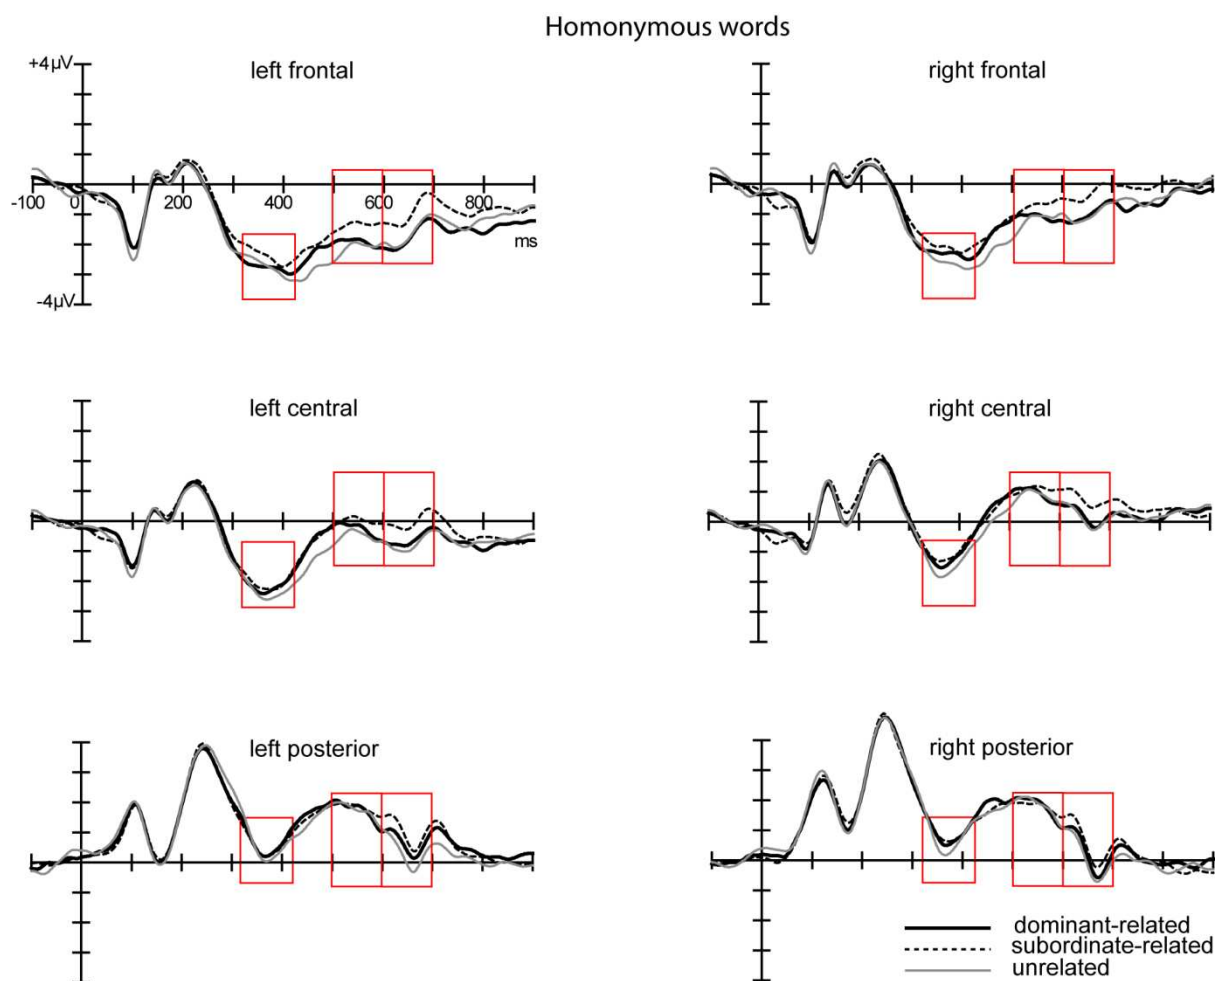 Homonymous words
+4µV
left frontal
right frontal
-100 0 200 400 600 800
ms
-4µV
left central
right central
left posterior
right posterior
dominant-related
subordinate-related
unrelated